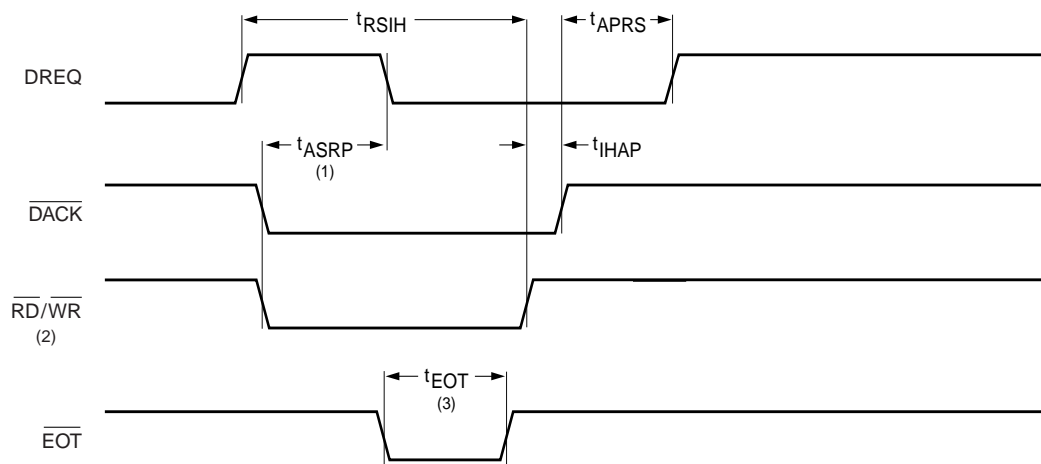 tRSIH
tAPRS
DREQ
tASRP
(1)
tIHAP
DACK
RD/WR
(2)
tEOT
(3)
EOT